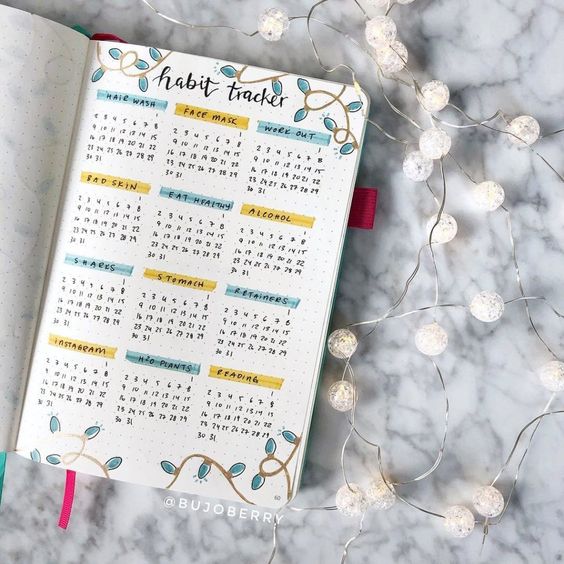 habit tracker
HAIR WASH
1
2 3 4 5 6 7 8
9 10 11 12 13 14 15
16 17 18 19 20 21 22
23 24 25 26 27 28 29
30 31
FACE MASK
1
2 3 4 5 6 7 8
9 10 11 12 13 14 15
16 17 18 19 20 21 22
23 24 25 26 27 28 29
30 31
WORK OUT
1
2 3 4 5 6 7 8
9 10 11 12 13 14 15
16 17 18 19 20 21 22
23 24 25 26 27 28 29
30 31
BAD SKIN
1
2 3 4 5 6 7 8
9 10 11 12 13 14 15
16 17 18 19 20 21 22
23 24 25 26 27 28 29
30 31
EAT HEALTHY
1
2 3 4 5 6 7 8
9 10 11 12 13 14 15
16 17 18 19 20 21 22
23 24 25 26 27 28 29
30 31
ALCOHOL
1
2 3 4 5 6 7 8
9 10 11 12 13 14 15
16 17 18 19 20 21 22
23 24 25 26 27 28 29
30 31
SNACKS
1
2 3 4 5 6 7 8
9 10 11 12 13 14 15
16 17 18 19 20 21 22
23 24 25 26 27 28 29
30 31
STOMACH
1
2 3 4 5 6 7 8
9 10 11 12 13 14 15
16 17 18 19 20 21 22
23 24 25 26 27 28 29
30 31
RETAINERS
1
2 3 4 5 6 7 8
9 10 11 12 13 14 15
16 17 18 19 20 21 22
23 24 25 26 27 28 29
30 31
INSTAGRAM
1
2 3 4 5 6 7 8
9 10 11 12 13 14 15
16 17 18 19 20 21 22
23 24 25 26 27 28 29
30 31
H2O PLANTS
1
2 3 4 5 6 7 8
9 10 11 12 13 14 15
16 17 18 19 20 21 22
23 24 25 26 27 28 29
30 31
READING
1
2 3 4 5 6 7 8
9 10 11 12 13 14 15
16 17 18 19 20 21 22
23 24 25 26 27 28 29
30 31
60
@BUJOBERRY